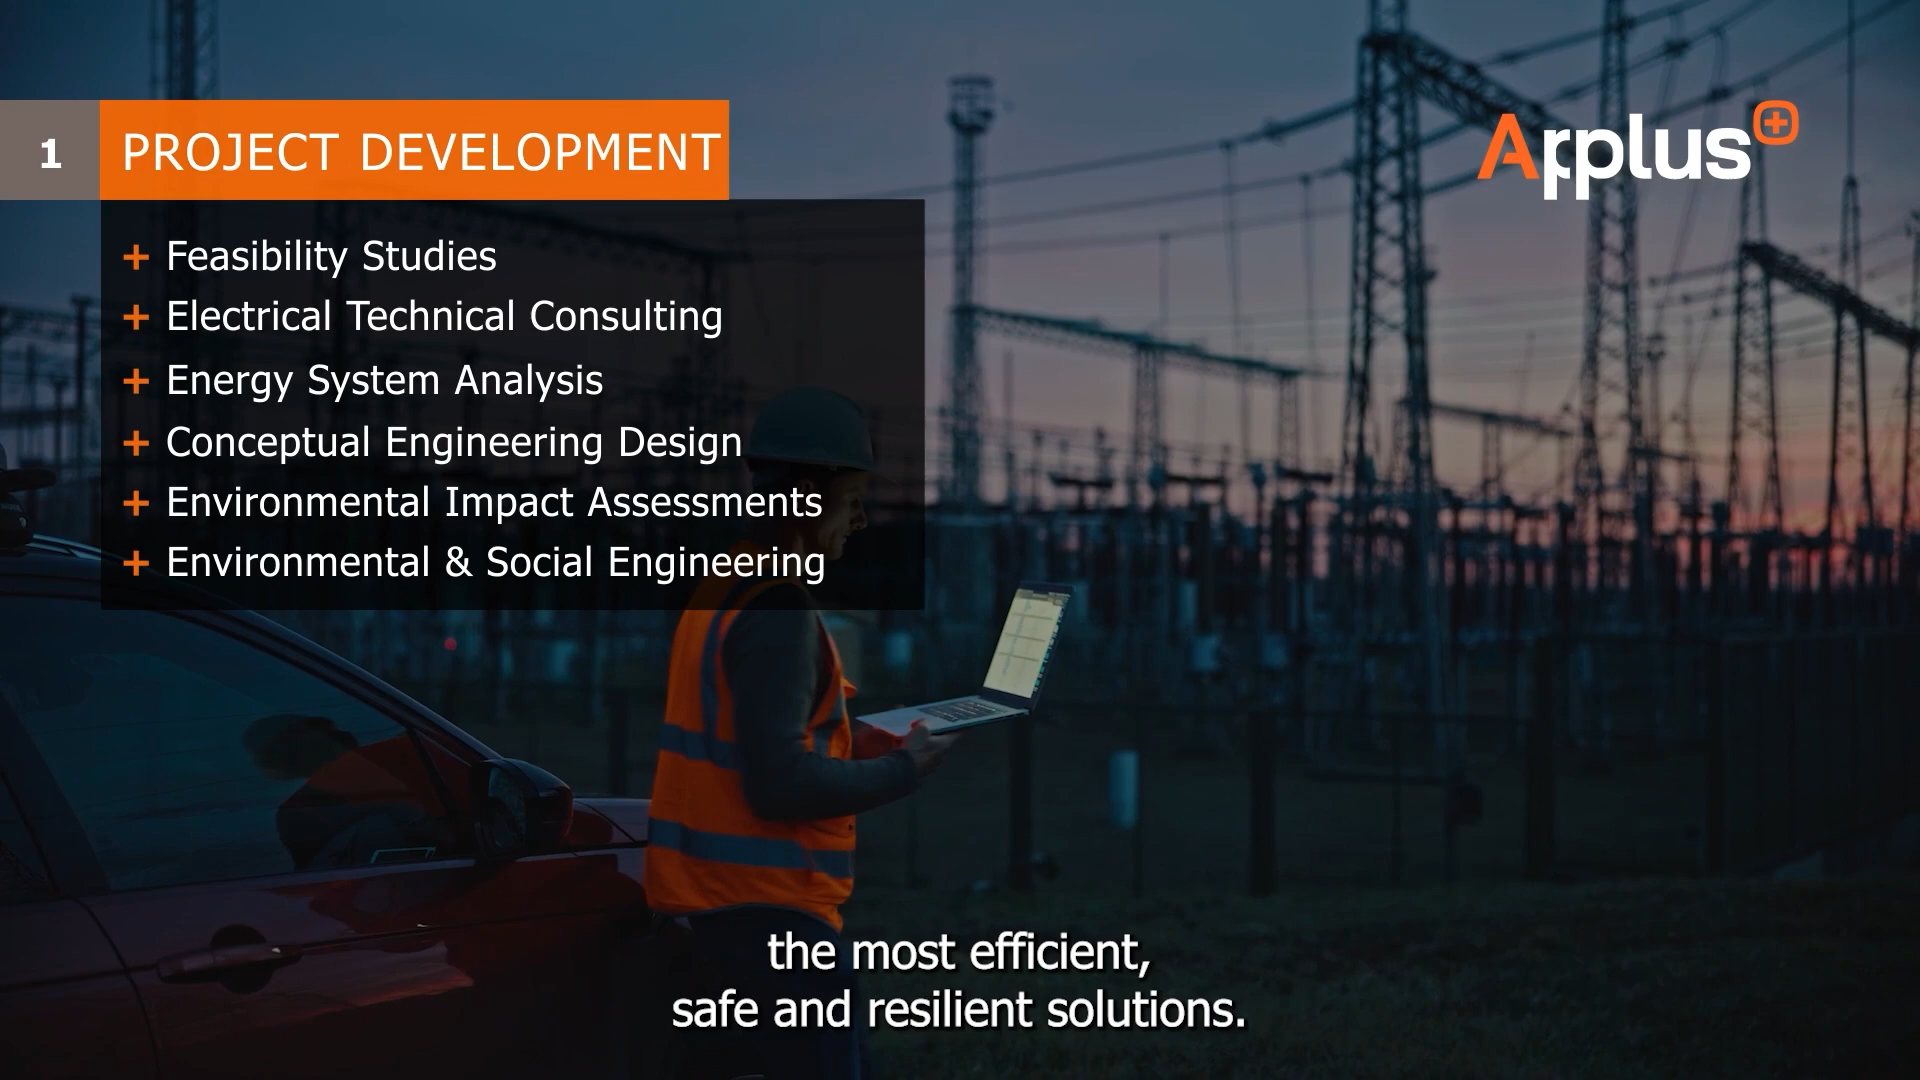 1 PROJECT DEVELOPMENT
Applus+
+ Feasibility Studies
+ Electrical Technical Consulting
+ Energy System Analysis
+ Conceptual Engineering Design
+ Environmental Impact Assessments
+ Environmental & Social Engineering
the most efficient,
safe and resilient solutions.